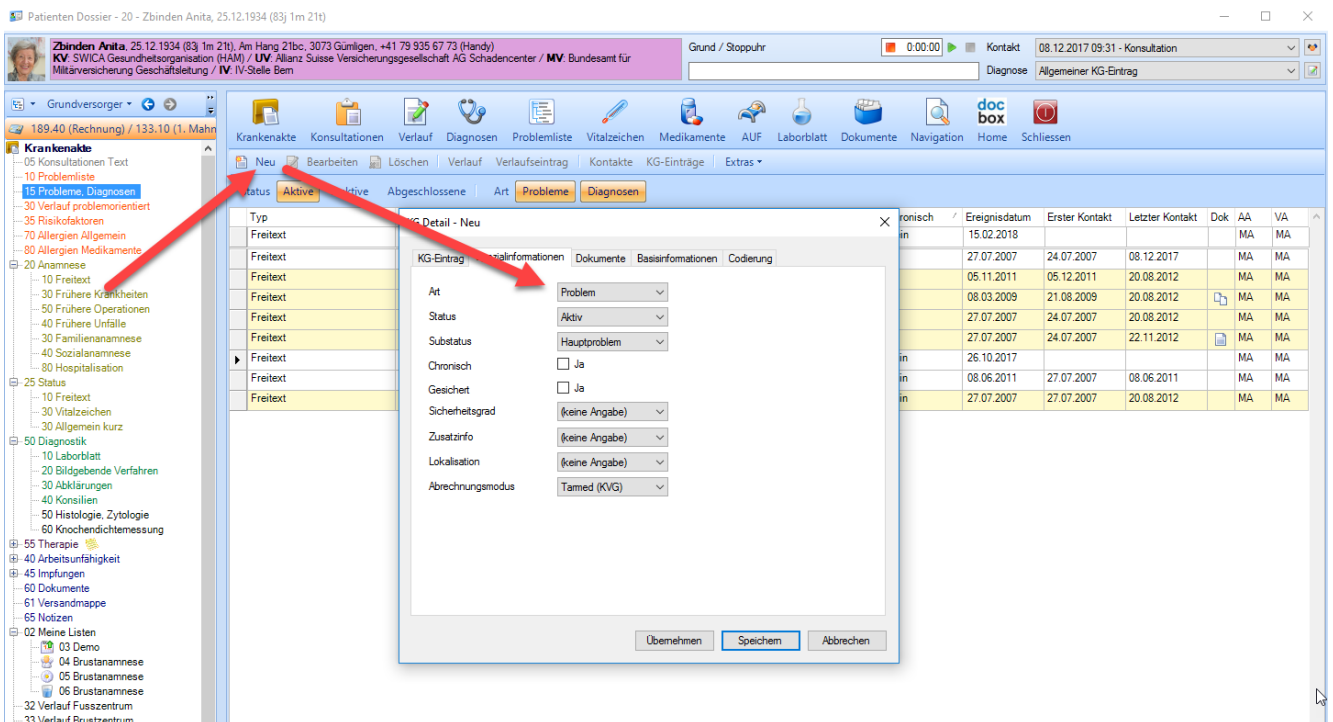 Patienten Dossier - 20 - Zbinden Anita, 25.12.1934 (83j 1m 21t)
Zbinden Anita, 25.12.1934 (83j 1m 21t), Am Hang 21bc, 3073 Gümligen, +41 79 935 67 73 (Handy)
KV: SWICA Gesundheitsorganisation (HAM) / UV: Allianz Suisse Versicherungsgesellschaft AG Schadencenter / MV: Bundesamt für
Militärversicherung Geschäftsleitung / IV: IV-Stelle Bern
Grund / Stoppuhr
0:00:00
Kontakt
08.12.2017 09:31 - Konsultation
Diagnose
Allgemeiner KG-Eintrag
Grundversorger
189.40 (Rechnung) / 133.10 (1. Mahn
Krankenakte
05 Konsultationen Text
10 Problemliste
15 Probleme, Diagnosen
30 Verlauf problemorientiert
35 Risikofaktoren
70 Allergien Allgemein
80 Allergien Medikamente
20 Anamnese
10 Freitext
30 Frühere Krankheiten
50 Frühere Operationen
40 Frühere Unfälle
30 Familienanamnese
40 Sozialanamnese
80 Hospitalisation
25 Status
10 Freitext
30 Vitalzeichen
30 Allgemein kurz
50 Diagnostik
10 Laborblatt
20 Bildgebende Verfahren
30 Abklärungen
40 Konsilien
50 Histologie, Zytologie
60 Knochendichtemessung
55 Therapie
40 Arbeitsunfähigkeit
45 Impfungen
60 Dokumente
61 Versandmappe
65 Notizen
02 Meine Listen
03 Demo
04 Brustanamnese
05 Brustanamnese
06 Brustanamnese
32 Verlauf Fusszentrum
33 Verlauf Brustzentrum
Krankenakte Konsultationen Verlauf Diagnosen Problemliste Vitalzeichen Medikamente AUF Laborblatt Dokumente Navigation doc box Home Schliessen
Neu Bearbeiten Löschen Verlauf Verlaufseintrag Kontakte KG-Einträge Extras
tatus Aktive ktive Abgeschlossene Art Probleme Diagnosen
Typ ronisch Ereignisdatum Erster Kontakt Letzter Kontakt Dok AA VA
Freitext in 15.02.2018 MA MA
Freitext 27.07.2007 24.07.2007 08.12.2017 MA MA
Freitext 05.11.2011 05.12.2011 20.08.2012 MA MA
Freitext 08.03.2009 21.08.2009 20.08.2012 MA MA
Freitext 27.07.2007 24.07.2007 20.08.2012 MA MA
Freitext 27.07.2007 24.07.2007 22.11.2012 MA MA
Freitext in 26.10.2017 MA MA
Freitext in 08.06.2011 27.07.2007 08.06.2011 MA MA
Freitext in 27.07.2007 27.07.2007 20.08.2012 MA MA
KG Detail - Neu
KG-Eintrag zialinformationen Dokumente Basisinformationen Codierung
Art Problem
Status Aktiv
Substatus Hauptproblem
Chronisch Ja
Gesichert Ja
Sicherheitsgrad (keine Angabe)
Zusatzinfo (keine Angabe)
Lokalisation (keine Angabe)
Abrechnungsmodus Tarmed (KVG)
Übernehmen Speichern Abbrechen